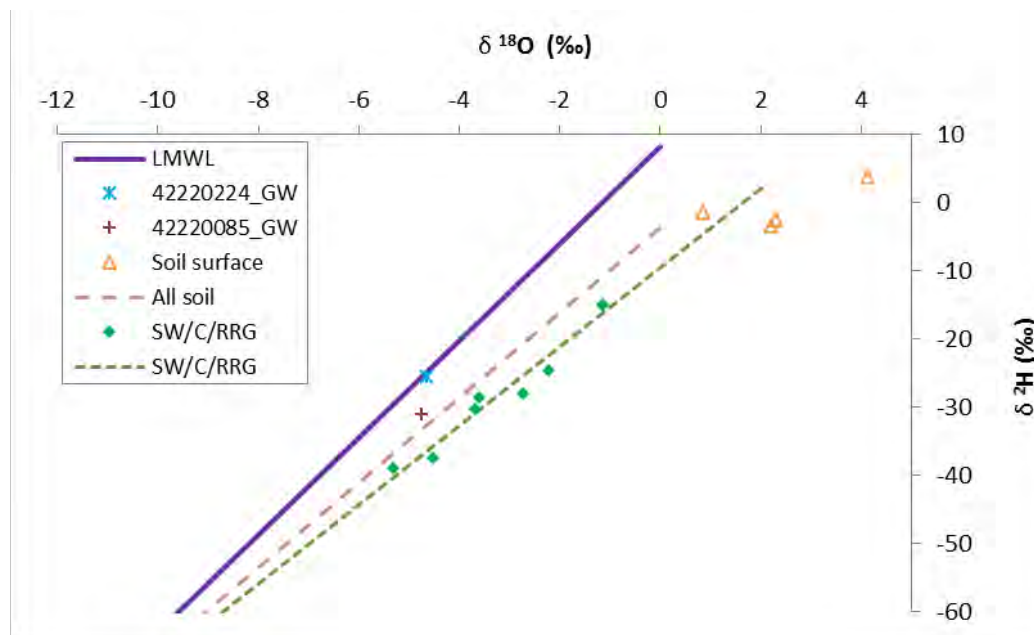 δ ¹⁸O (‰)
-12 -10 -8 -6 -4 -2 0 2 4
10
0
-10
-20
-30
-40
-50
-60
δ ²H (‰)
LMWL
42220224_GW
42220085_GW
Soil surface
All soil
SW/C/RRG
SW/C/RRG